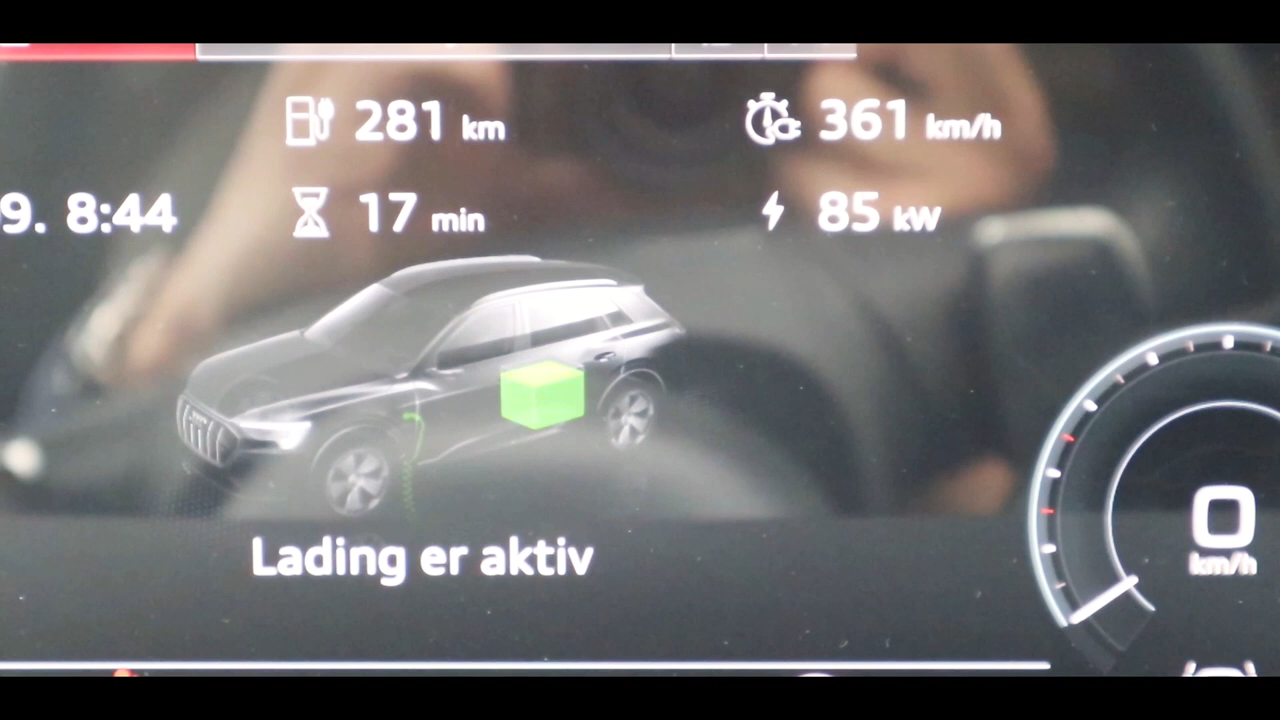 281 km
361 km/h
9. 8:44
17 min
85 kW
Lading er aktiv
0
km/h